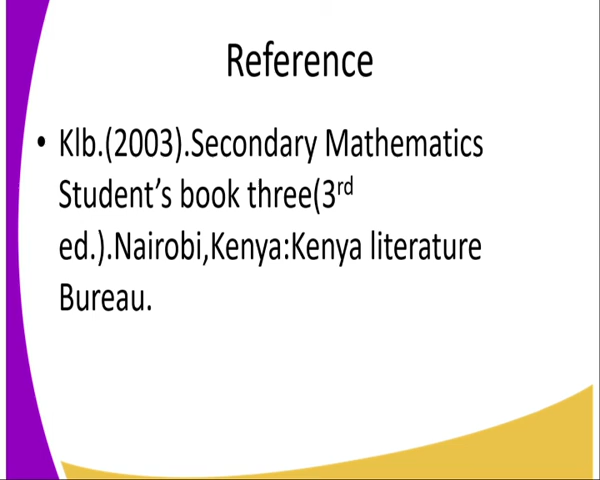 Reference
• Klb.(2003).Secondary Mathematics
Student’s book three(3rd
ed.).Nairobi,Kenya:Kenya literature
Bureau.